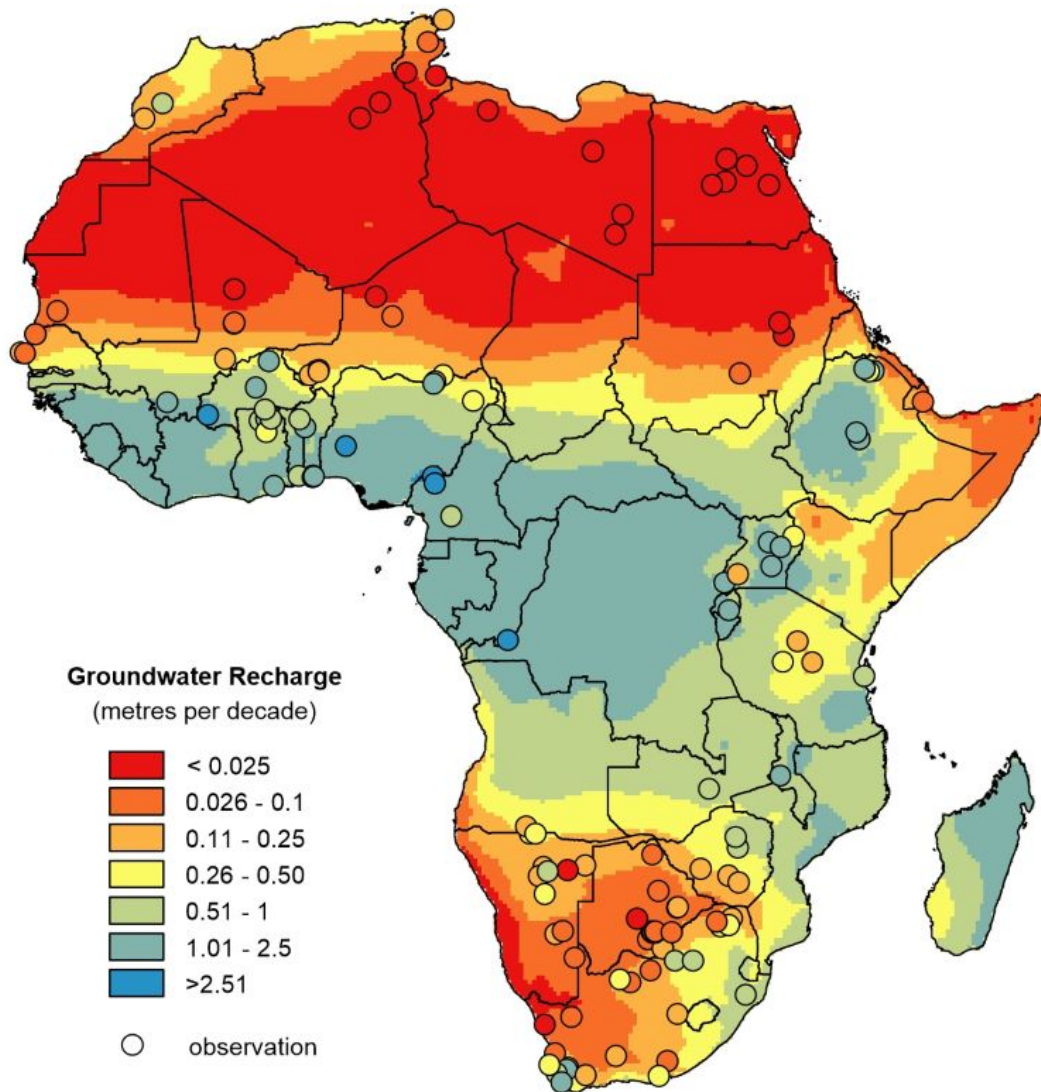 Groundwater Recharge
(metres per decade)
< 0.025
0.026 - 0.1
0.11 - 0.25
0.26 - 0.50
0.51 - 1
1.01 - 2.5
>2.51
observation